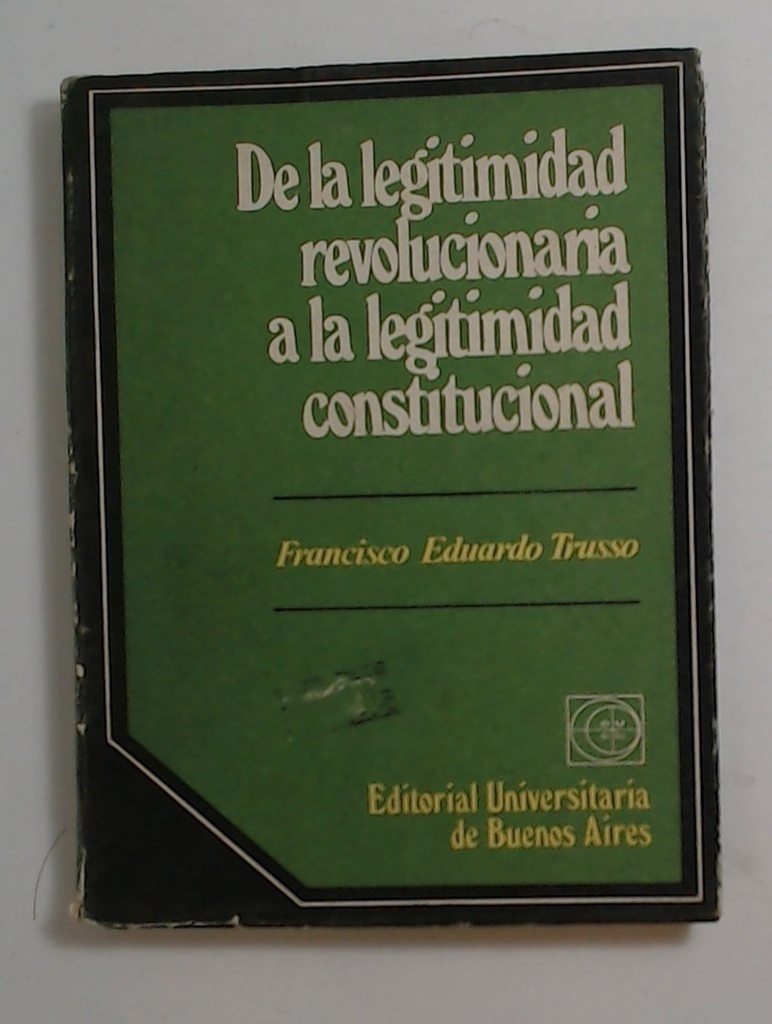 De la legitimidad
revolucionaria
a la legitimidad
constitucional
Francisco Eduardo Trusso
Editorial Universitaria
de Buenos Aires